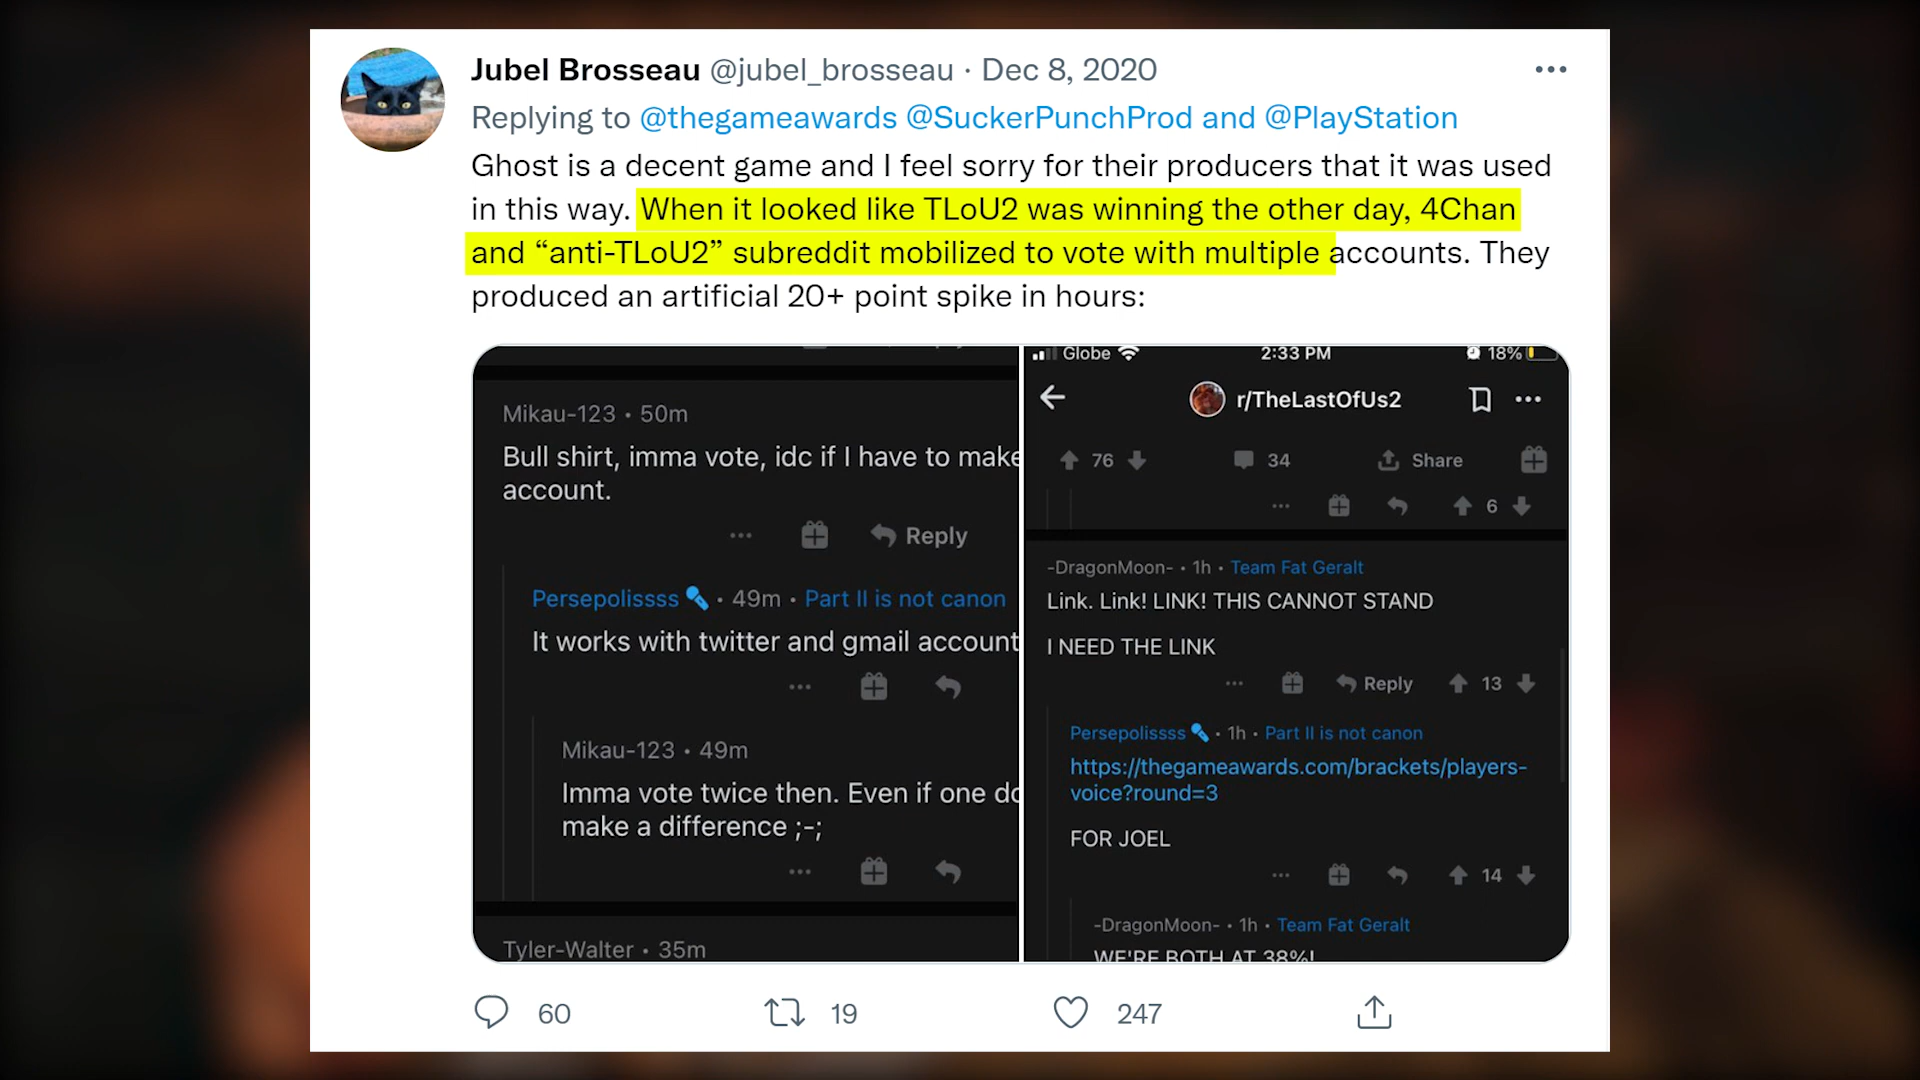 Jubel Brosseau @jubel_brosseau · Dec 8, 2020
Replying to @thegameawards @SuckerPunchProd and @PlayStation
Ghost is a decent game and I feel sorry for their producers that it was used
in this way. When it looked like TLoU2 was winning the other day, 4Chan
and “anti-TLoU2” subreddit mobilized to vote with multiple accounts. They
produced an artificial 20+ point spike in hours:
Mikau-123 • 50m
Bull shirt, imma vote, idc if I have to make
account.
Reply
Persepolissss • 49m • Part II is not canon
It works with twitter and gmail account
Mikau-123 • 49m
Imma vote twice then. Even if one do
make a difference ;-;
Tyler-Walter • 35m
Globe 2:33 PM 18%
r/TheLastOfUs2
76 34 Share
6
-DragonMoon- • 1h • Team Fat Geralt
Link. Link! LINK! THIS CANNOT STAND
I NEED THE LINK
Reply 13
Persepolissss • 1h • Part II is not canon
https://thegameawards.com/brackets/players-
voice?round=3
FOR JOEL
14
-DragonMoon- • 1h • Team Fat Geralt
WE'RE BOTH AT 38%!
60 19 247